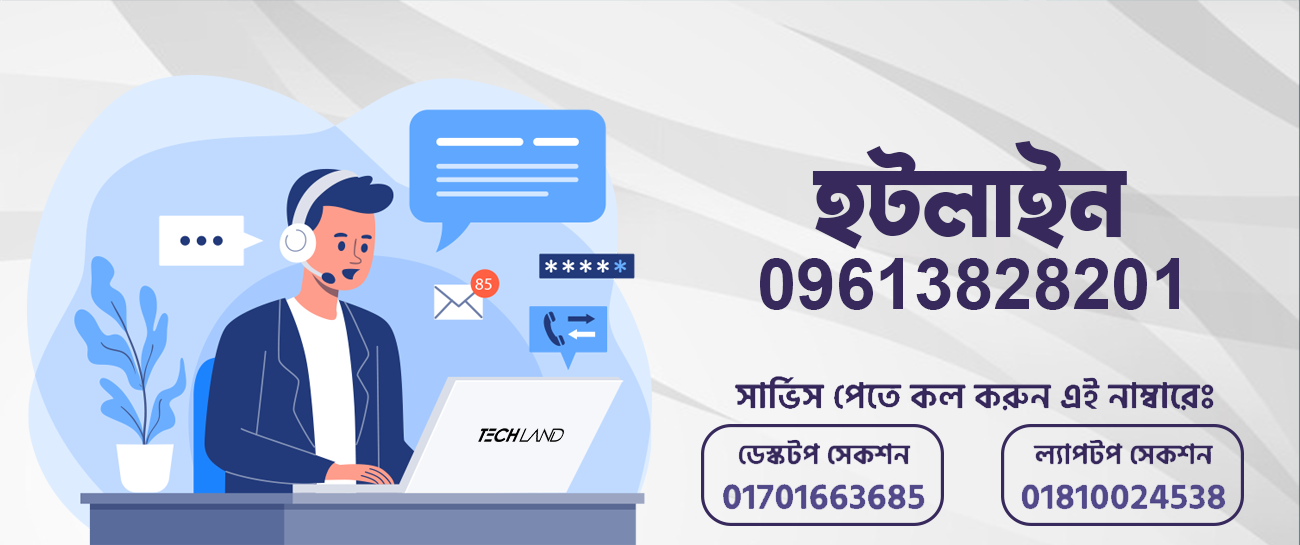 হটলাইন
09613828201
*****
85
TECHLAND
সার্ভিস পেতে কল করুন এই নাম্বারেঃ
ডেস্কটপ সেকশন
01701663685
ল্যাপটপ সেকশন
01810024538